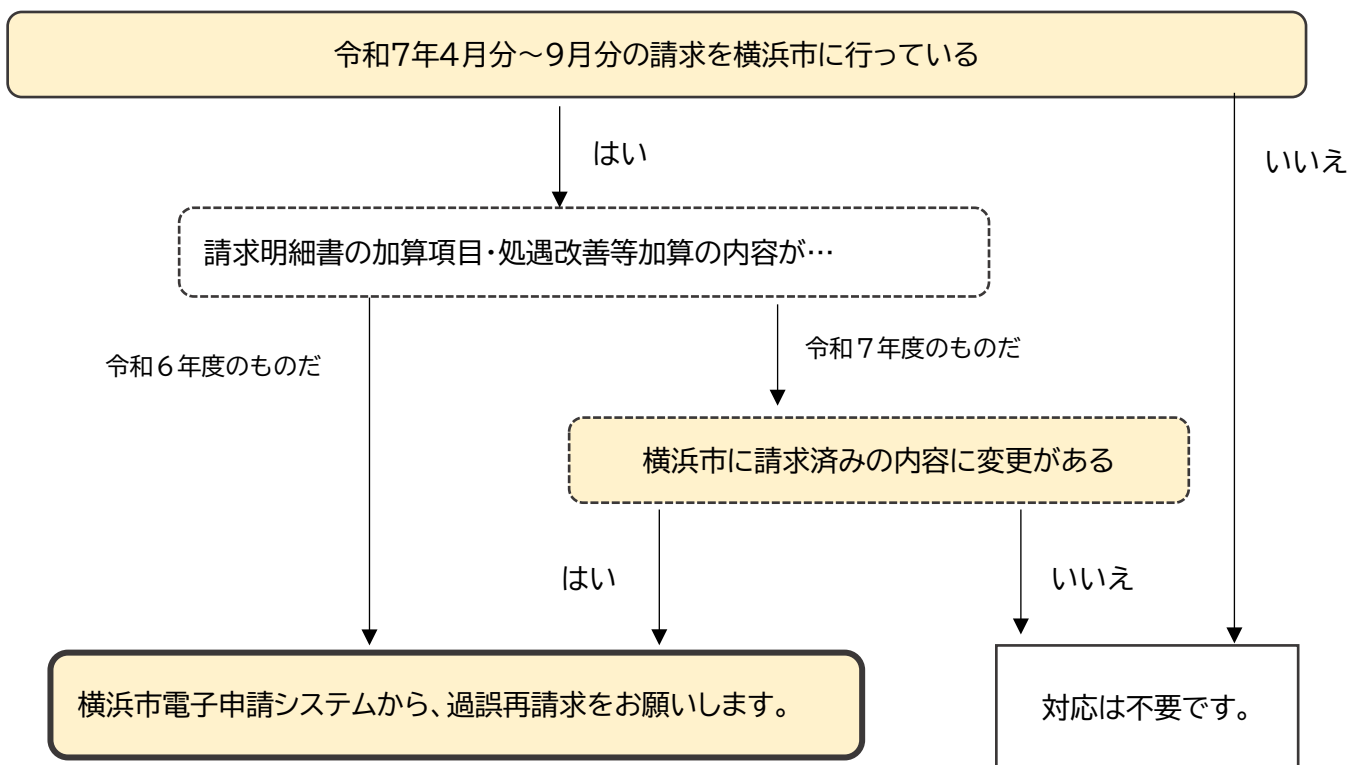 令和7年4月分～9月分の請求を横浜市に行っている
はい
いいえ
請求明細書の加算項目・処遇改善等加算の内容が…
令和６年度のものだ
令和７年度のものだ
横浜市に請求済みの内容に変更がある
はい
いいえ
横浜市電子申請システムから、過誤再請求をお願いします。
対応は不要です。